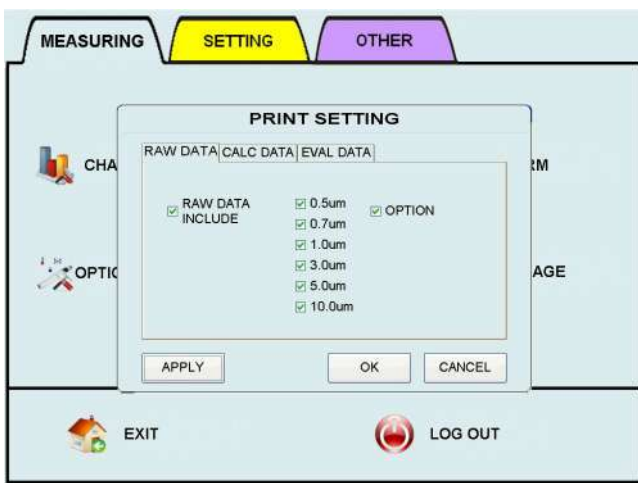 MEASURING SETTING OTHER
PRINT SETTING
RAW DATA CALC DATA EVAL DATA
CHA
RM
RAW DATA
INCLUDE
0.5um
0.7um
1.0um
3.0um
5.0um
10.0um
OPTION
OPTIO
AGE
APPLY OK CANCEL
EXIT LOG OUT